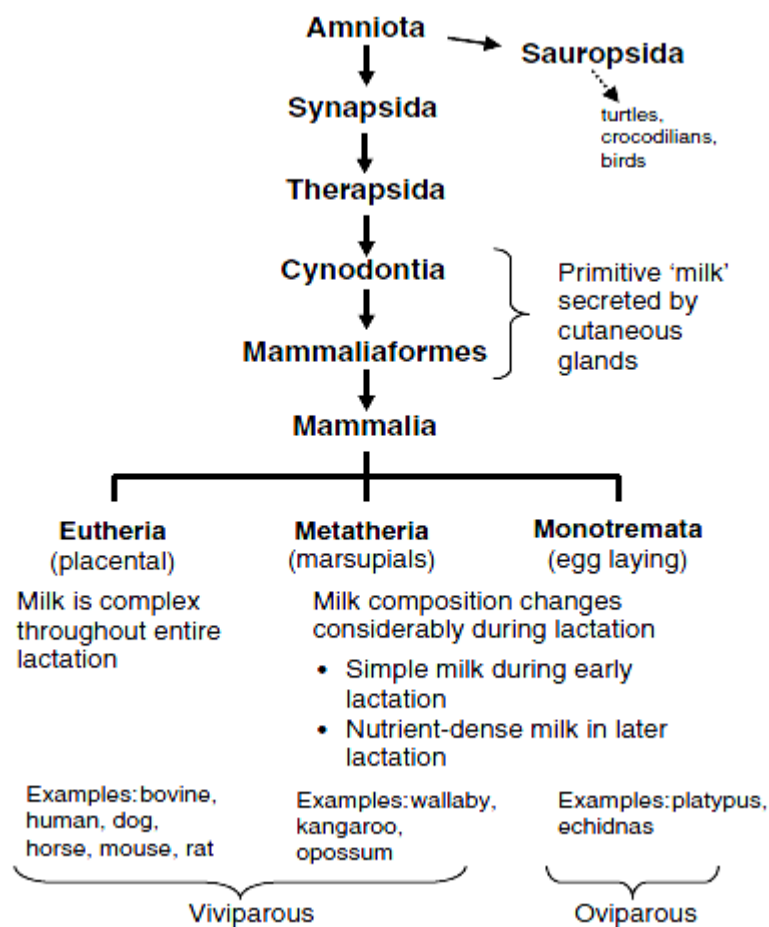 Amniota
Sauropsida
turtles,
crocodilians,
birds
Synapsida
Therapsida
Cynodontia
Mammaliaformes
Primitive ‘milk’
secreted by
cutaneous
glands
Mammalia
Eutheria
(placental)
Metatheria
(marsupials)
Monotremata
(egg laying)
Milk is complex
throughout entire
lactation
Milk composition changes
considerably during lactation
• Simple milk during early
lactation
• Nutrient-dense milk in later
lactation
Examples:bovine,
human, dog,
horse, mouse, rat
Examples:wallaby,
kangaroo,
opossum
Examples:platypus,
echidnas
Viviparous
Oviparous